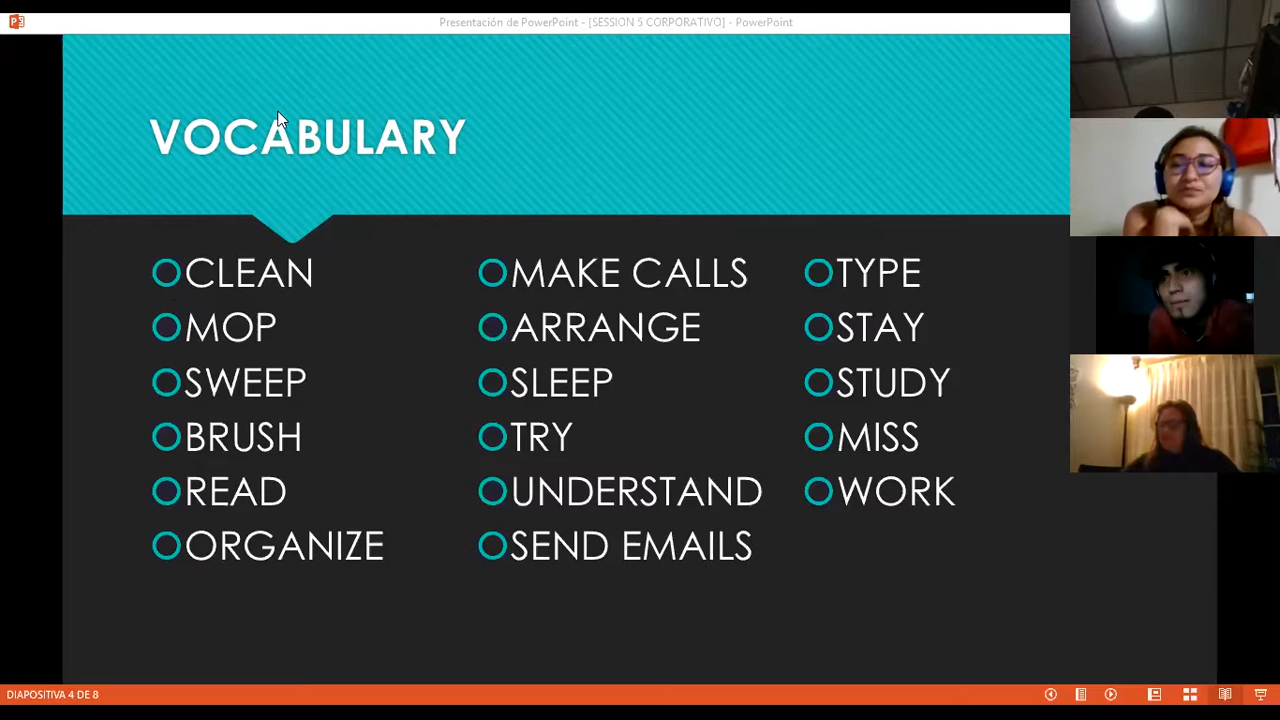 Presentación de PowerPoint - [SESSION 5 CORPORATIVO] - PowerPoint
VOCABULARY
CLEAN
MOP
SWEEP
BRUSH
READ
ORGANIZE
MAKE CALLS
ARRANGE
SLEEP
TRY
UNDERSTAND
SEND EMAILS
TYPE
STAY
STUDY
MISS
WORK
DIAPOSITIVA 4 DE 8